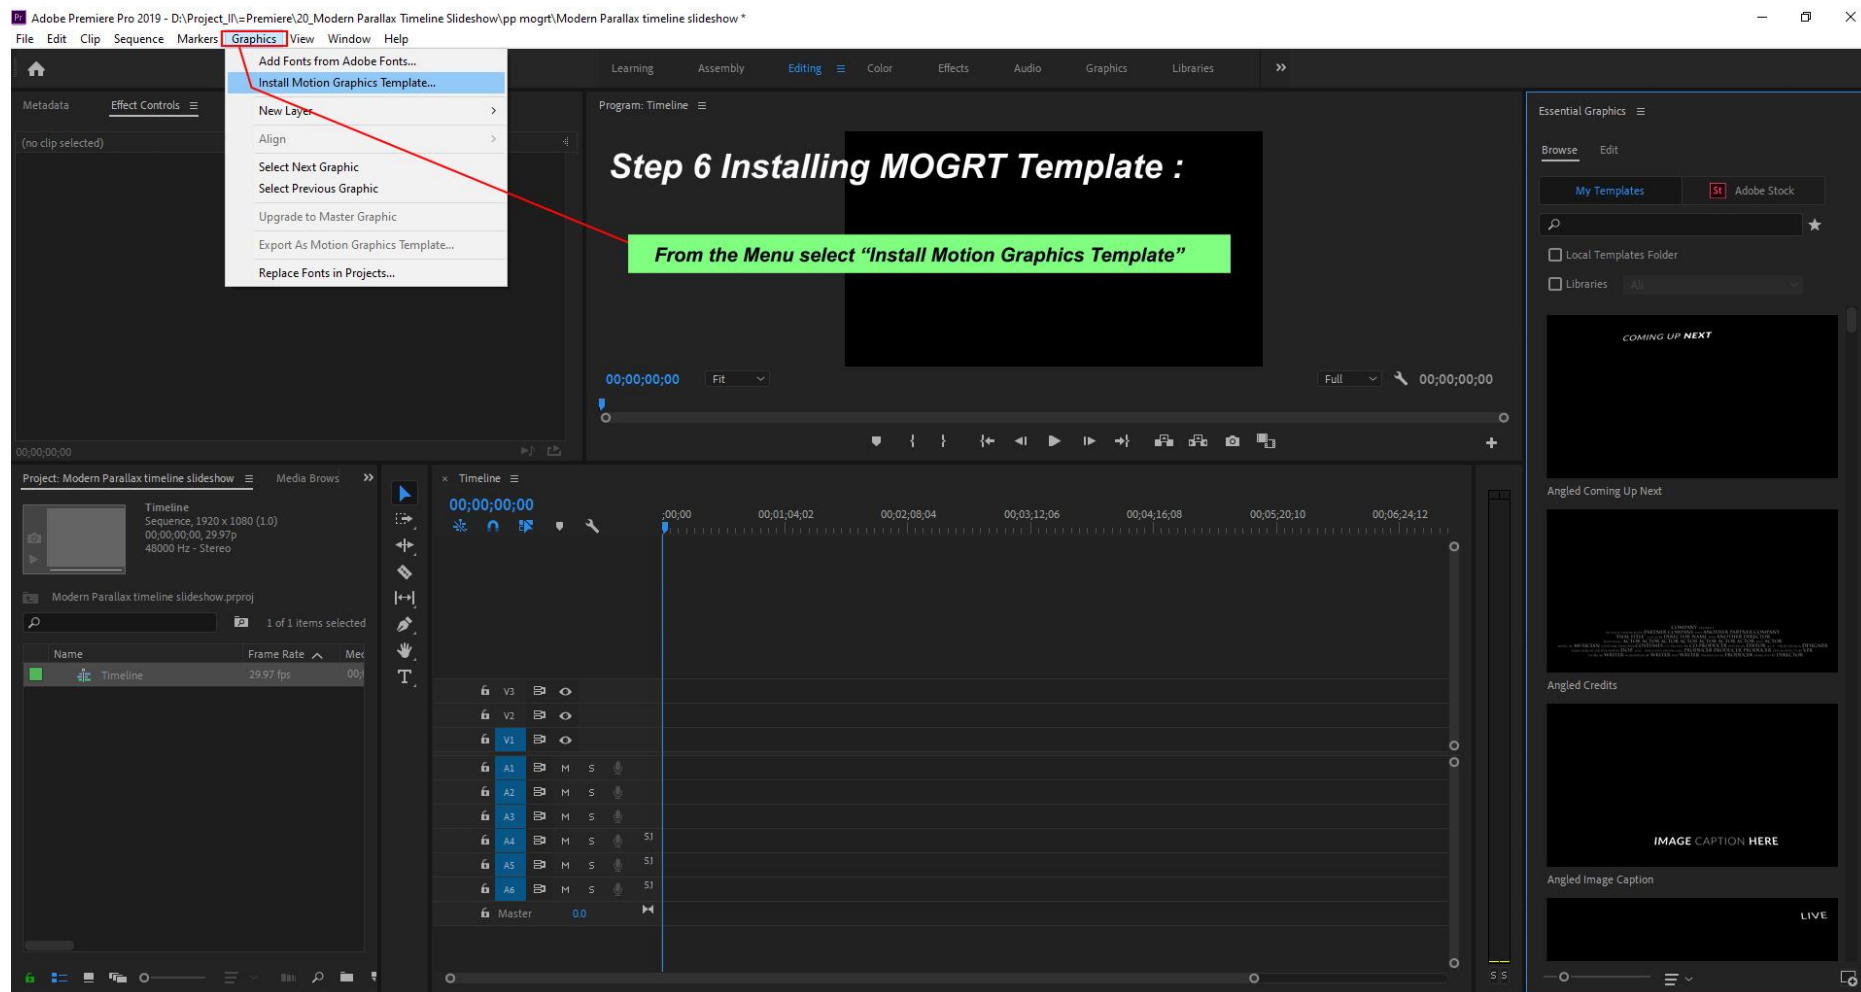 Pr Adobe Premiere Pro 2019 - D:\Project_II\=Premiere\20_Modern Parallax Timeline Slideshow\pp mogrt\Modern Parallax timeline slideshow *
File Edit Clip Sequence Markers Graphics View Window Help
Add Fonts from Adobe Fonts...
Install Motion Graphics Template...
New Layer
Align
Select Next Graphic
Select Previous Graphic
Upgrade to Master Graphic
Export As Motion Graphics Template...
Replace Fonts in Projects...
Learning Assembly Editing Color Effects Audio Graphics Libraries
Metadata Effect Controls
(no clip selected)
00;00;00;00
Program: Timeline
Step 6 Installing MOGRT Template :
From the Menu select “Install Motion Graphics Template”
00;00;00;00 Fit Full 00;00;00;00
Essential Graphics
Browse Edit
My Templates St Adobe Stock
Local Templates Folder
Libraries All
COMING UP NEXT
Angled Coming Up Next
Angled Credits
IMAGE CAPTION HERE
Angled Image Caption
LIVE
Project: Modern Parallax timeline slideshow Media Brows
Timeline
Sequence, 1920 x 1080 (1.0)
00;00;00;00, 29.97p
48000 Hz - Stereo
Modern Parallax timeline slideshow.prproj
1 of 1 items selected
Name Frame Rate Med
Timeline 29.97 fps 00;
T
× Timeline
00;00;00;00
;00;00 00;01;04;02 00;02;08;04 00;03;12;06 00;04;16;08 00;05;20;10 00;06;24;12
V3
V2
V1
A1 M S
A2 M S
A3 M S
A4 M S 5.1
A5 M S 5.1
A6 M S 5.1
Master 0.0
S S